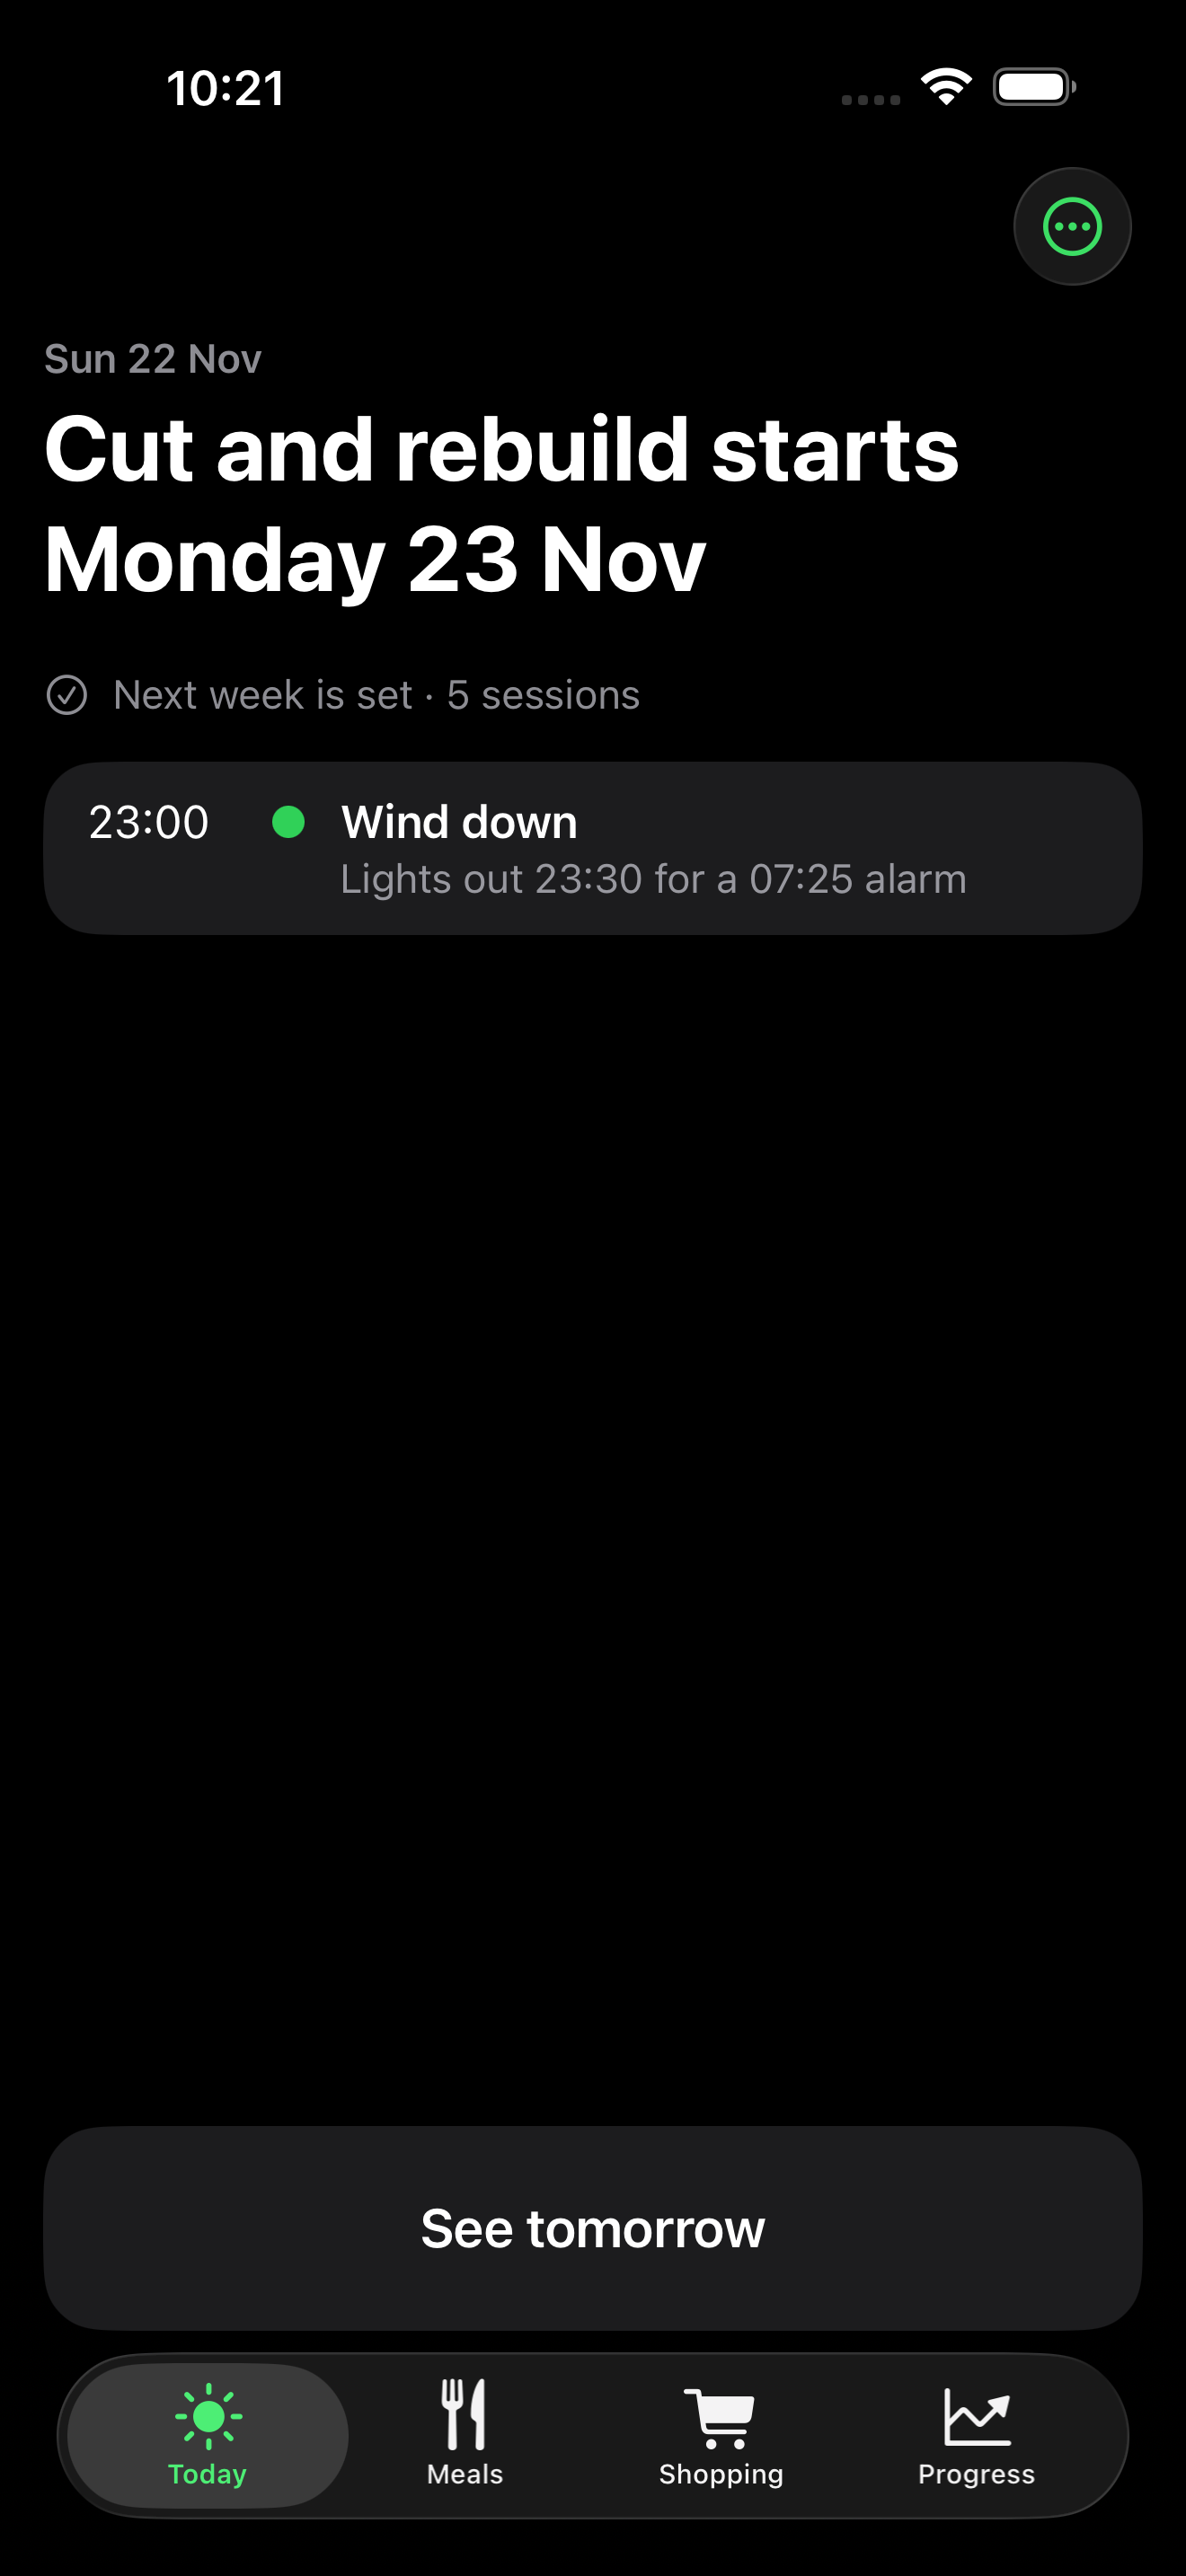 10:21
Sun 22 Nov
Cut and rebuild starts
Monday 23 Nov
Next week is set · 5 sessions
23:00 Wind down
Lights out 23:30 for a 07:25 alarm
See tomorrow
Today Meals Shopping Progress